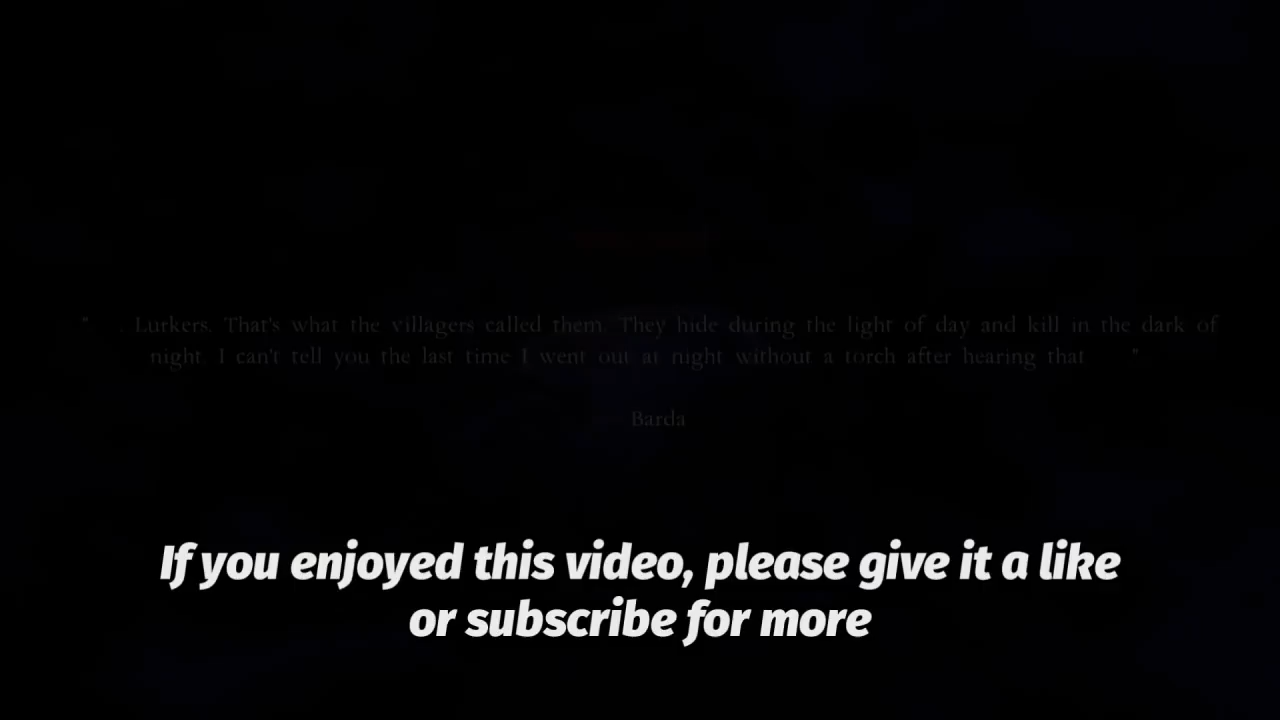 " . Lurkers. That's what the villagers called them. They hide during the light of day and kill in the dark of
night. I can't tell you the last time I went out at night without a torch after hearing that "
Barda
If you enjoyed this video, please give it a like
or subscribe for more